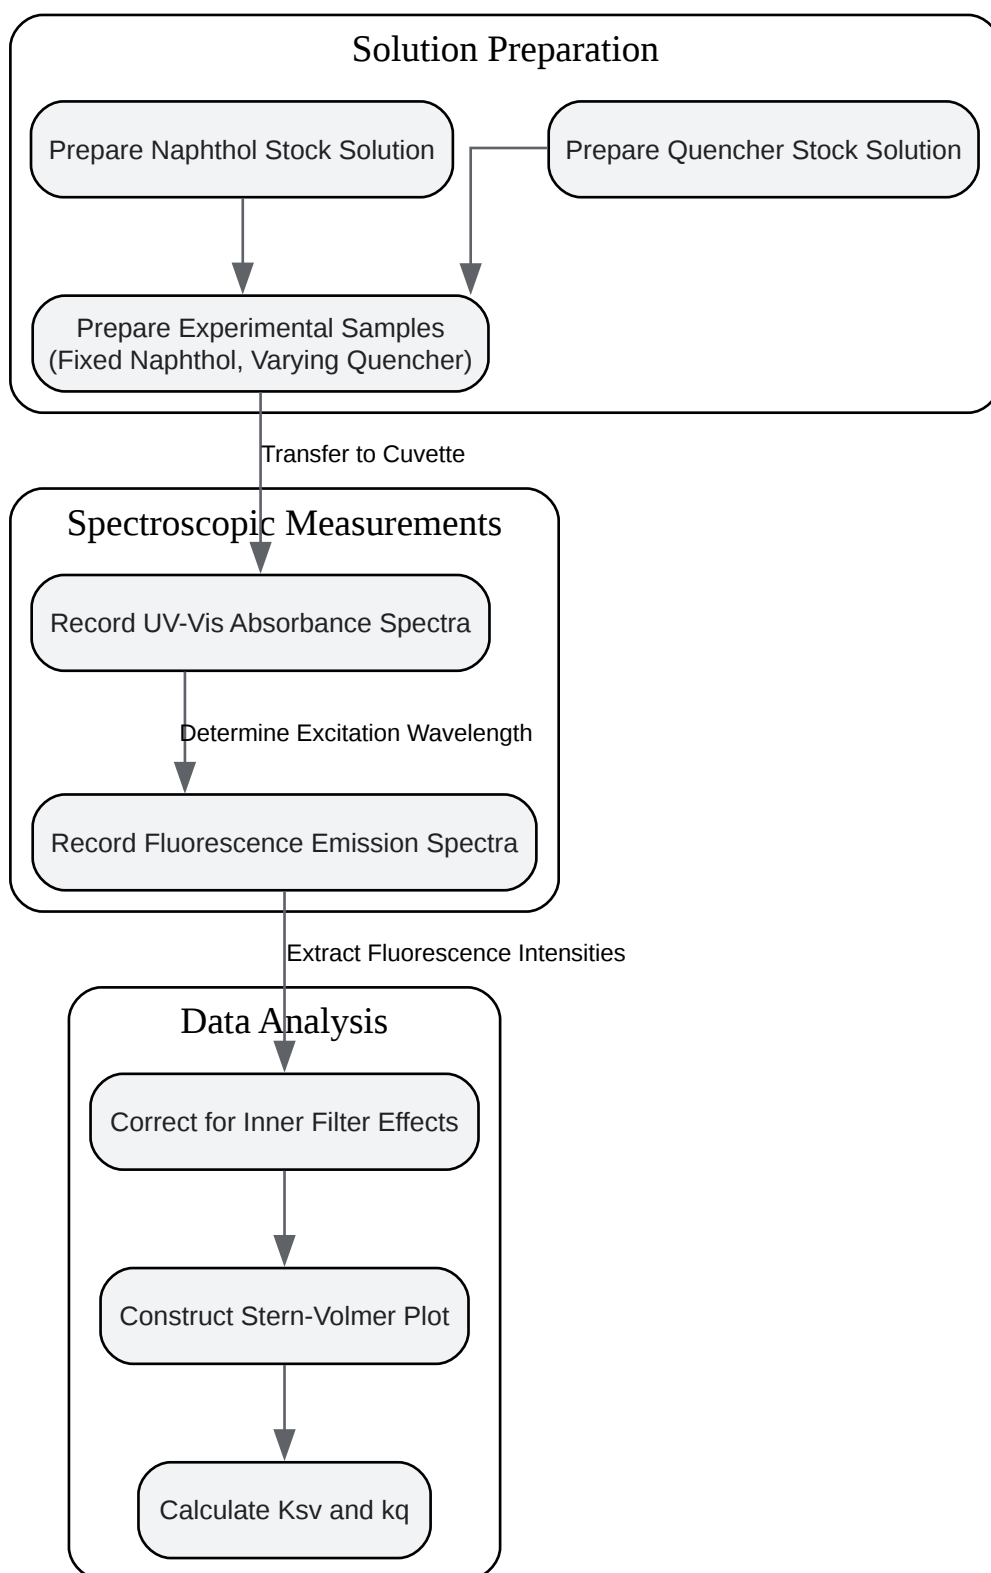 Solution Preparation
Prepare Naphthol Stock Solution
Prepare Quencher Stock Solution
Prepare Experimental Samples
(Fixed Naphthol, Varying Quencher)
Transfer to Cuvette
Spectroscopic Measurements
Record UV-Vis Absorbance Spectra
Determine Excitation Wavelength
Record Fluorescence Emission Spectra
Extract Fluorescence Intensities
Data Analysis
Correct for Inner Filter Effects
Construct Stern-Volmer Plot
Calculate Ksv and kq